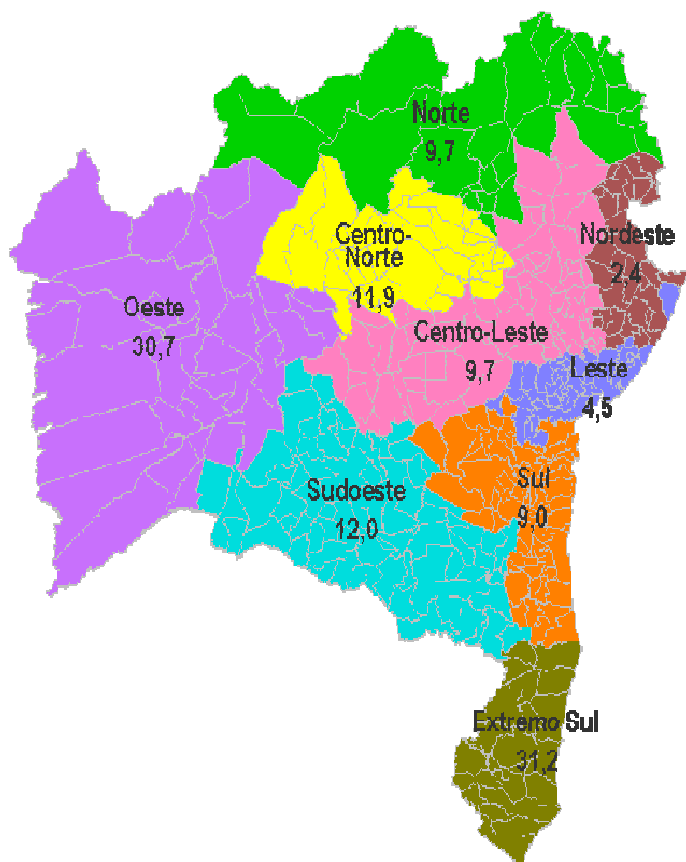 Norte
9,7
Nordeste
2,4
Centro-
Norte
11,9
Oeste
30,7
Centro-Leste
9,7
Leste
4,5
Sul
9,0
Sudoeste
12,0
Extremo Sul
31,2